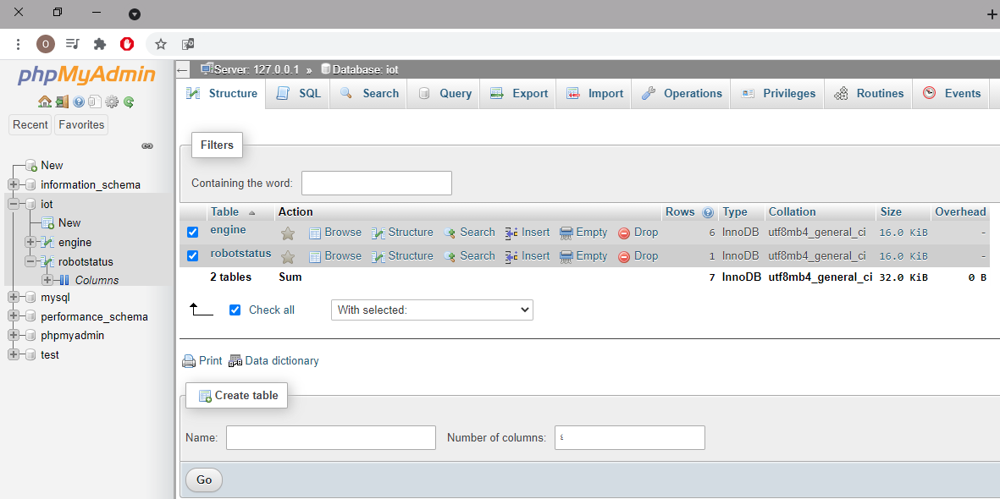 O
phpMyAdmin
Recent Favorites
New
information_schema
iot
New
engine
robotstatus
Columns
mysql
performance_schema
phpmyadmin
test
← Server: 127.0.0.1 » Database: iot
Structure SQL Search Query Export Import Operations Privileges Routines Events
Filters
Containing the word:
Table Action Rows Type Collation Size Overhead
engine Browse Structure Search Insert Empty Drop 6 InnoDB utf8mb4_general_ci 16.0 KiB -
robotstatus Browse Structure Search Insert Empty Drop 1 InnoDB utf8mb4_general_ci 16.0 KiB -
2 tables Sum 7 InnoDB utf8mb4_general_ci 32.0 KiB 0 B
Check all With selected:
Print Data dictionary
Create table
Name: Number of columns: ٤
Go